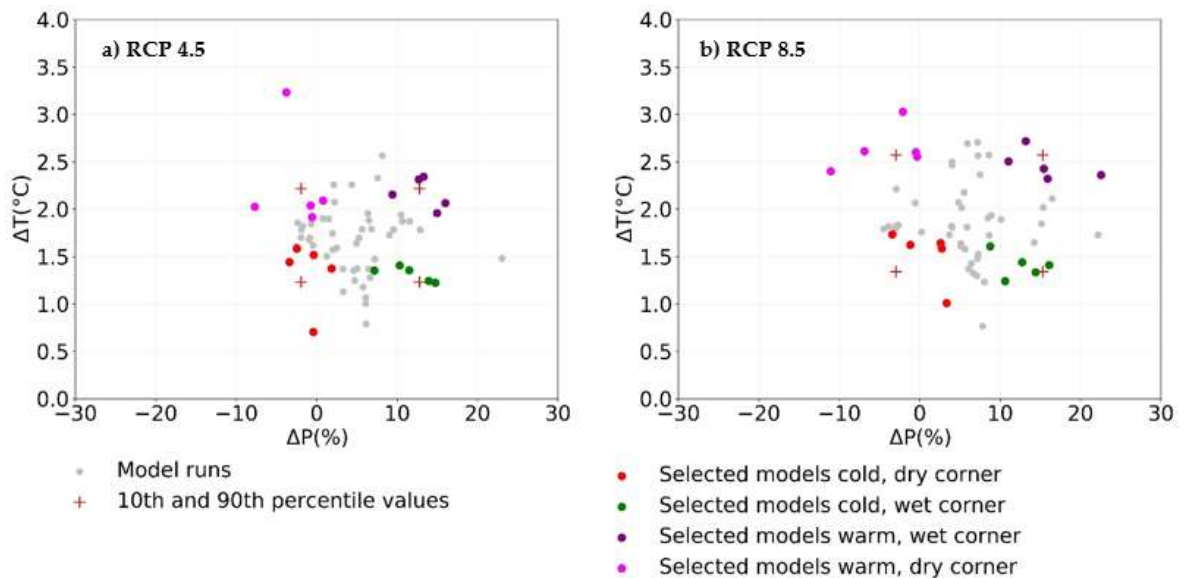 a) RCP 4.5
4.0
3.5
3.0
2.5
2.0
1.5
1.0
0.5
0.0
ΔT(°C)
−30 −20 −10 0 10 20 30
ΔP(%)
b) RCP 8.5
4.0
3.5
3.0
2.5
2.0
1.5
1.0
0.5
0.0
ΔT(°C)
−30 −20 −10 0 10 20 30
ΔP(%)
Model runs
10th and 90th percentile values
Selected models cold, dry corner
Selected models cold, wet corner
Selected models warm, wet corner
Selected models warm, dry corner